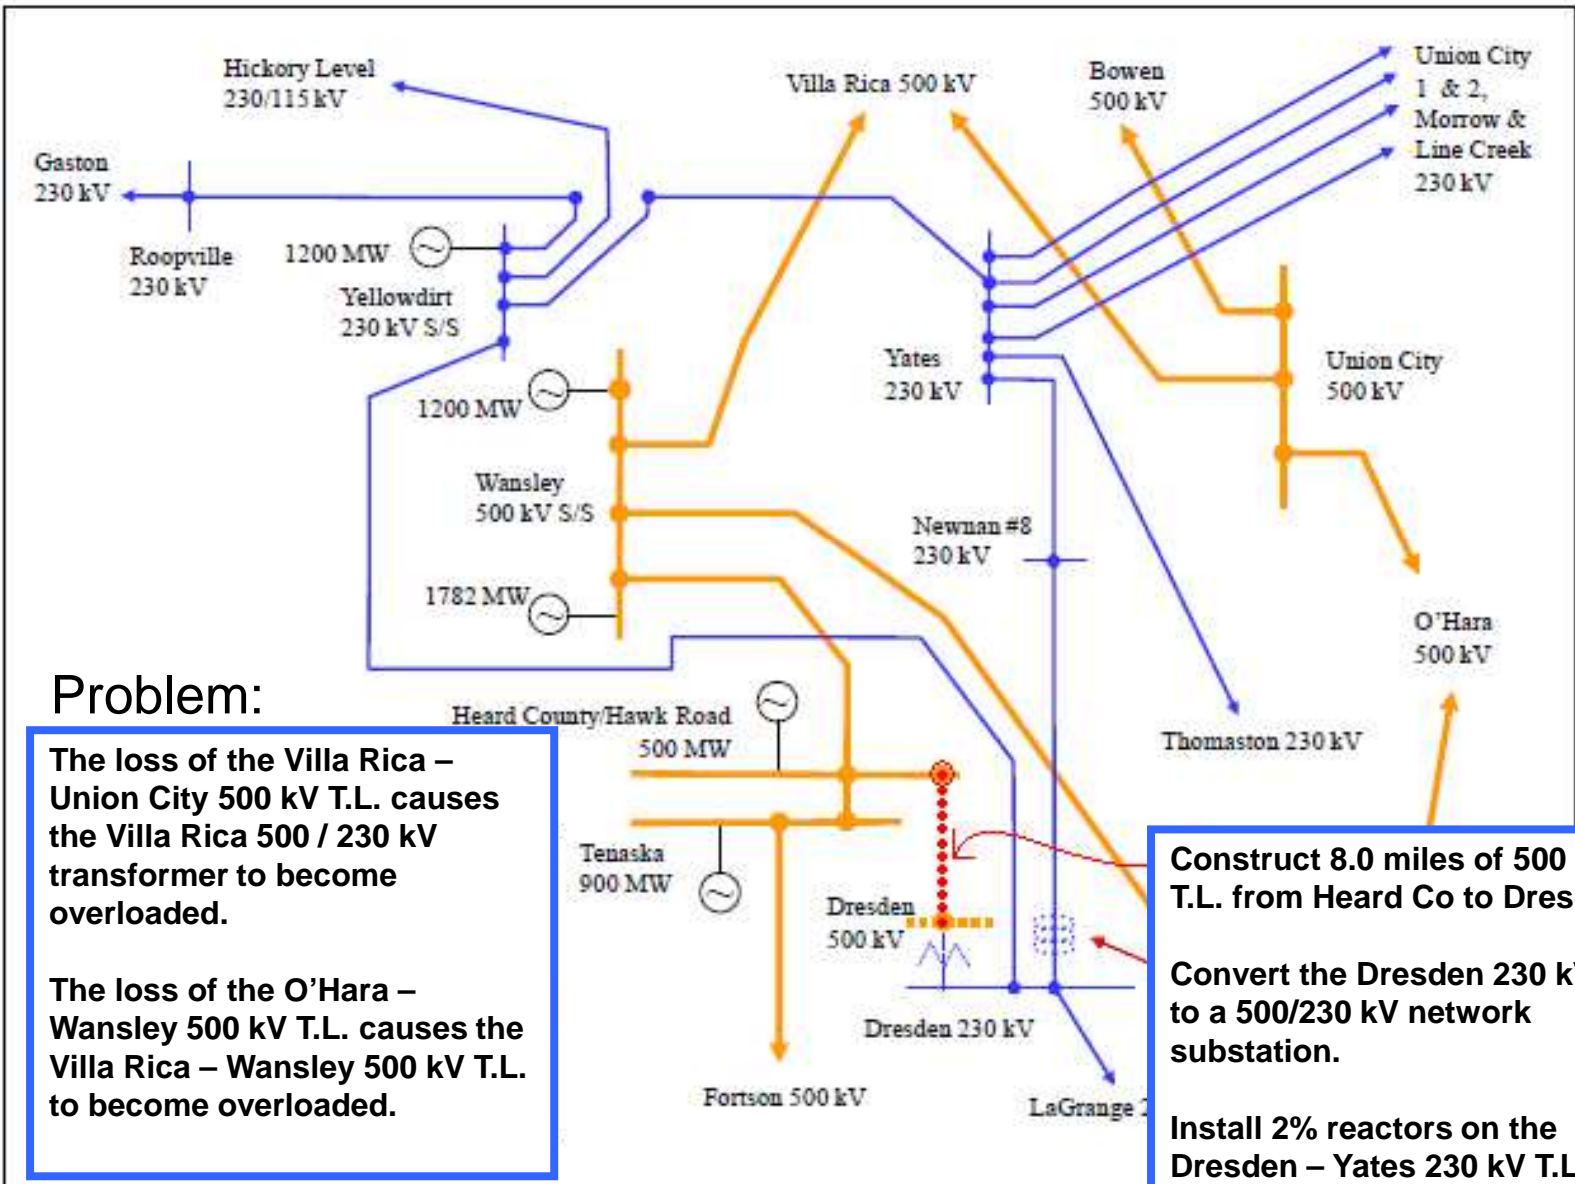 Hickory Level
230/115 kV
Villa Rica 500 kV
Bowen
500 kV
Union City
1 & 2,
Morrow &
Line Creek
230 kV
Gaston
230 kV
Roopville
230 kV
1200 MW
Yellowdirt
230 kV S/S
Yates
230 kV
Union City
500 kV
1200 MW
Wansley
500 kV S/S
Newnan #8
230 kV
1782 MW
O'Hara
500 kV
Problem:
Heard County/Hawk Road
500 MW
Thomaston 230 kV
The loss of the Villa Rica –
Union City 500 kV T.L. causes
the Villa Rica 500 / 230 kV
transformer to become
overloaded.
The loss of the O'Hara –
Wansley 500 kV T.L. causes the
Villa Rica – Wansley 500 kV T.L.
to become overloaded.
Tenaska
900 MW
Dresden
500 kV
Dresden 230 kV
Fortson 500 kV
LaGrange 2
Construct 8.0 miles of 500
T.L. from Heard Co to Dres
Convert the Dresden 230 k
to a 500/230 kV network
substation.
Install 2% reactors on the
Dresden – Yates 230 kV T.L